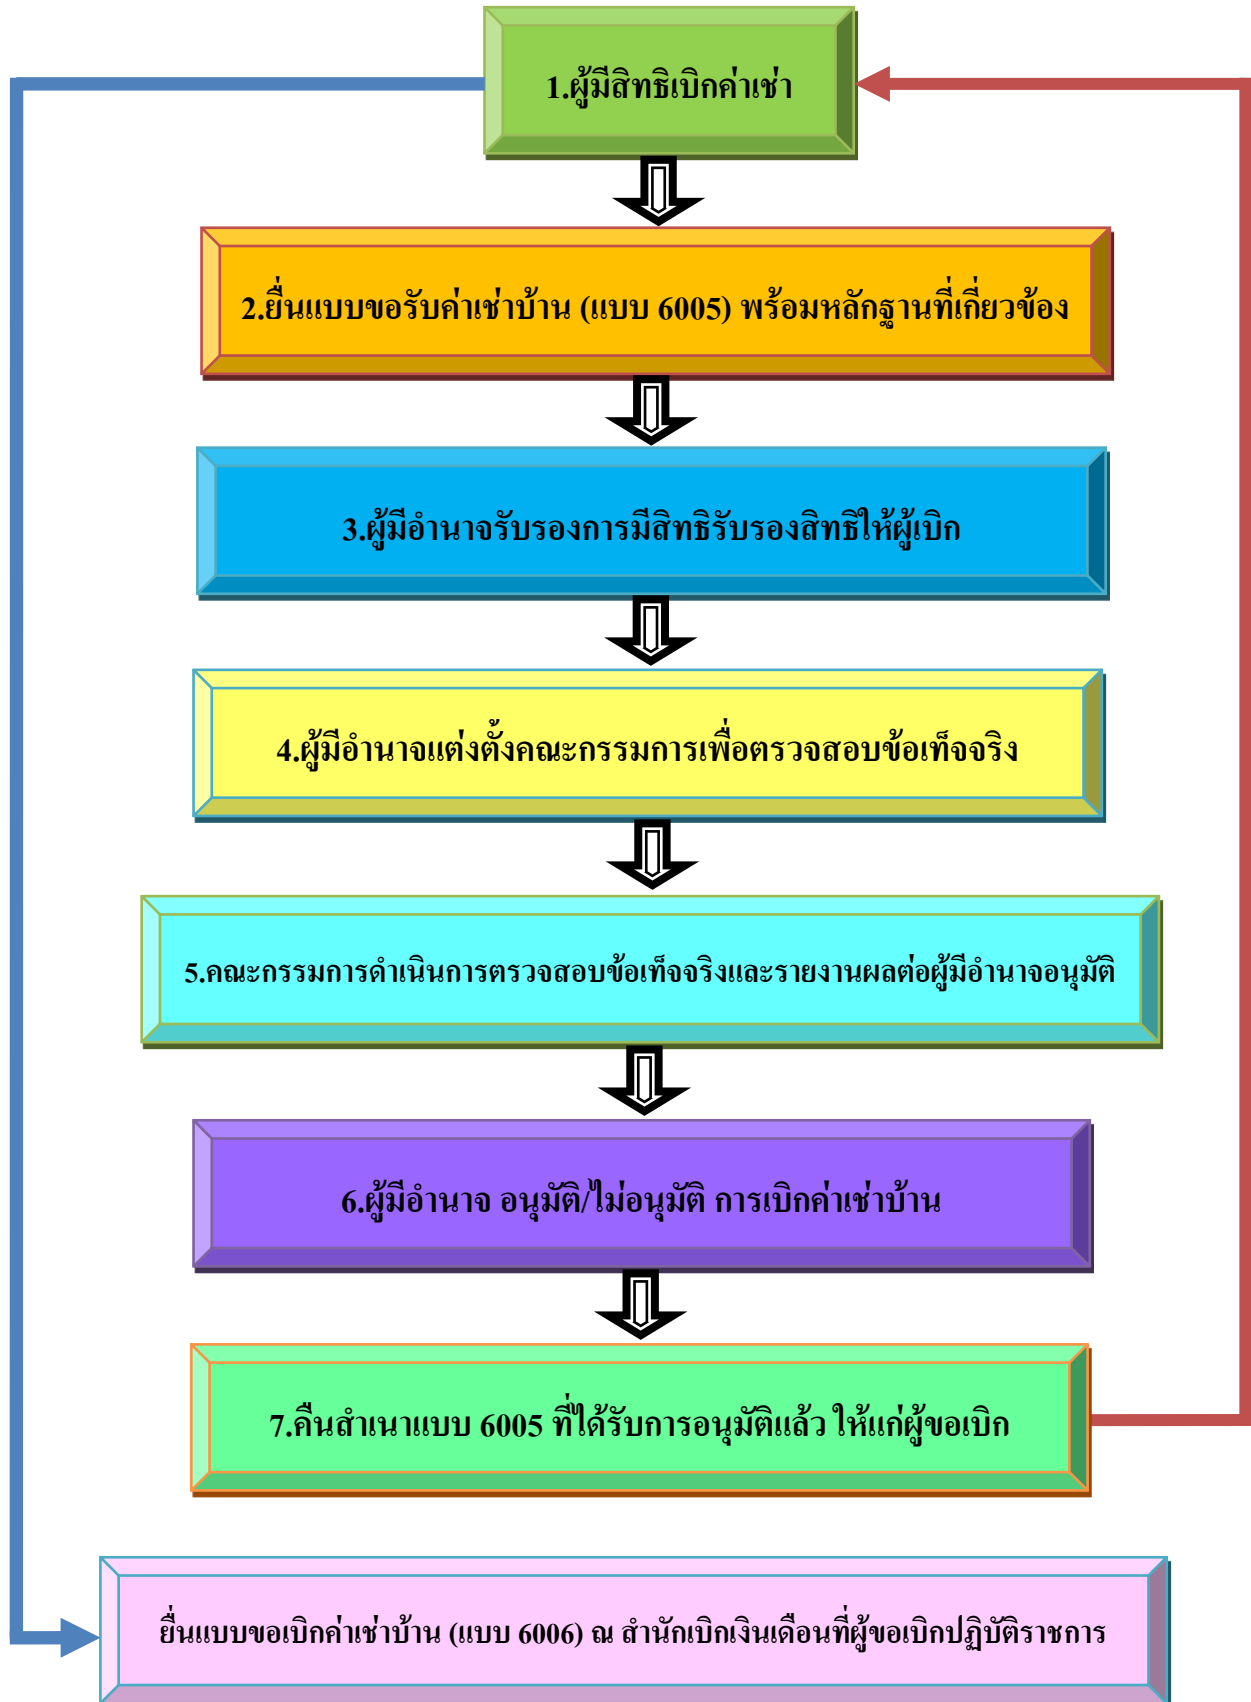 1.ผู้มีสิทธิเบิกค่าเช่า
2.ยื่นแบบขอรับค่าเช่าบ้าน (แบบ 6005) พร้อมหลักฐานที่เกี่ยวข้อง
3.ผู้มีอำนาจรับรองการมีสิทธิรับรองสิทธิให้ผู้เบิก
4.ผู้มีอำนาจแต่งตั้งคณะกรรมการเพื่อตรวจสอบข้อเท็จจริง
5.คณะกรรมการดำเนินการตรวจสอบข้อเท็จจริงและรายงานผลต่อผู้มีอำนาจอนุมัติ
6.ผู้มีอำนาจ อนุมัติ/ไม่อนุมัติ การเบิกค่าเช่าบ้าน
7.คืนสำเนาแบบ 6005 ที่ได้รับการอนุมัติแล้ว ให้แก่ผู้ขอเบิก
ยื่นแบบขอเบิกค่าเช่าบ้าน (แบบ 6006) ณ สำนักเบิกเงินเดือนที่ผู้ขอเบิกปฏิบัติราชการ